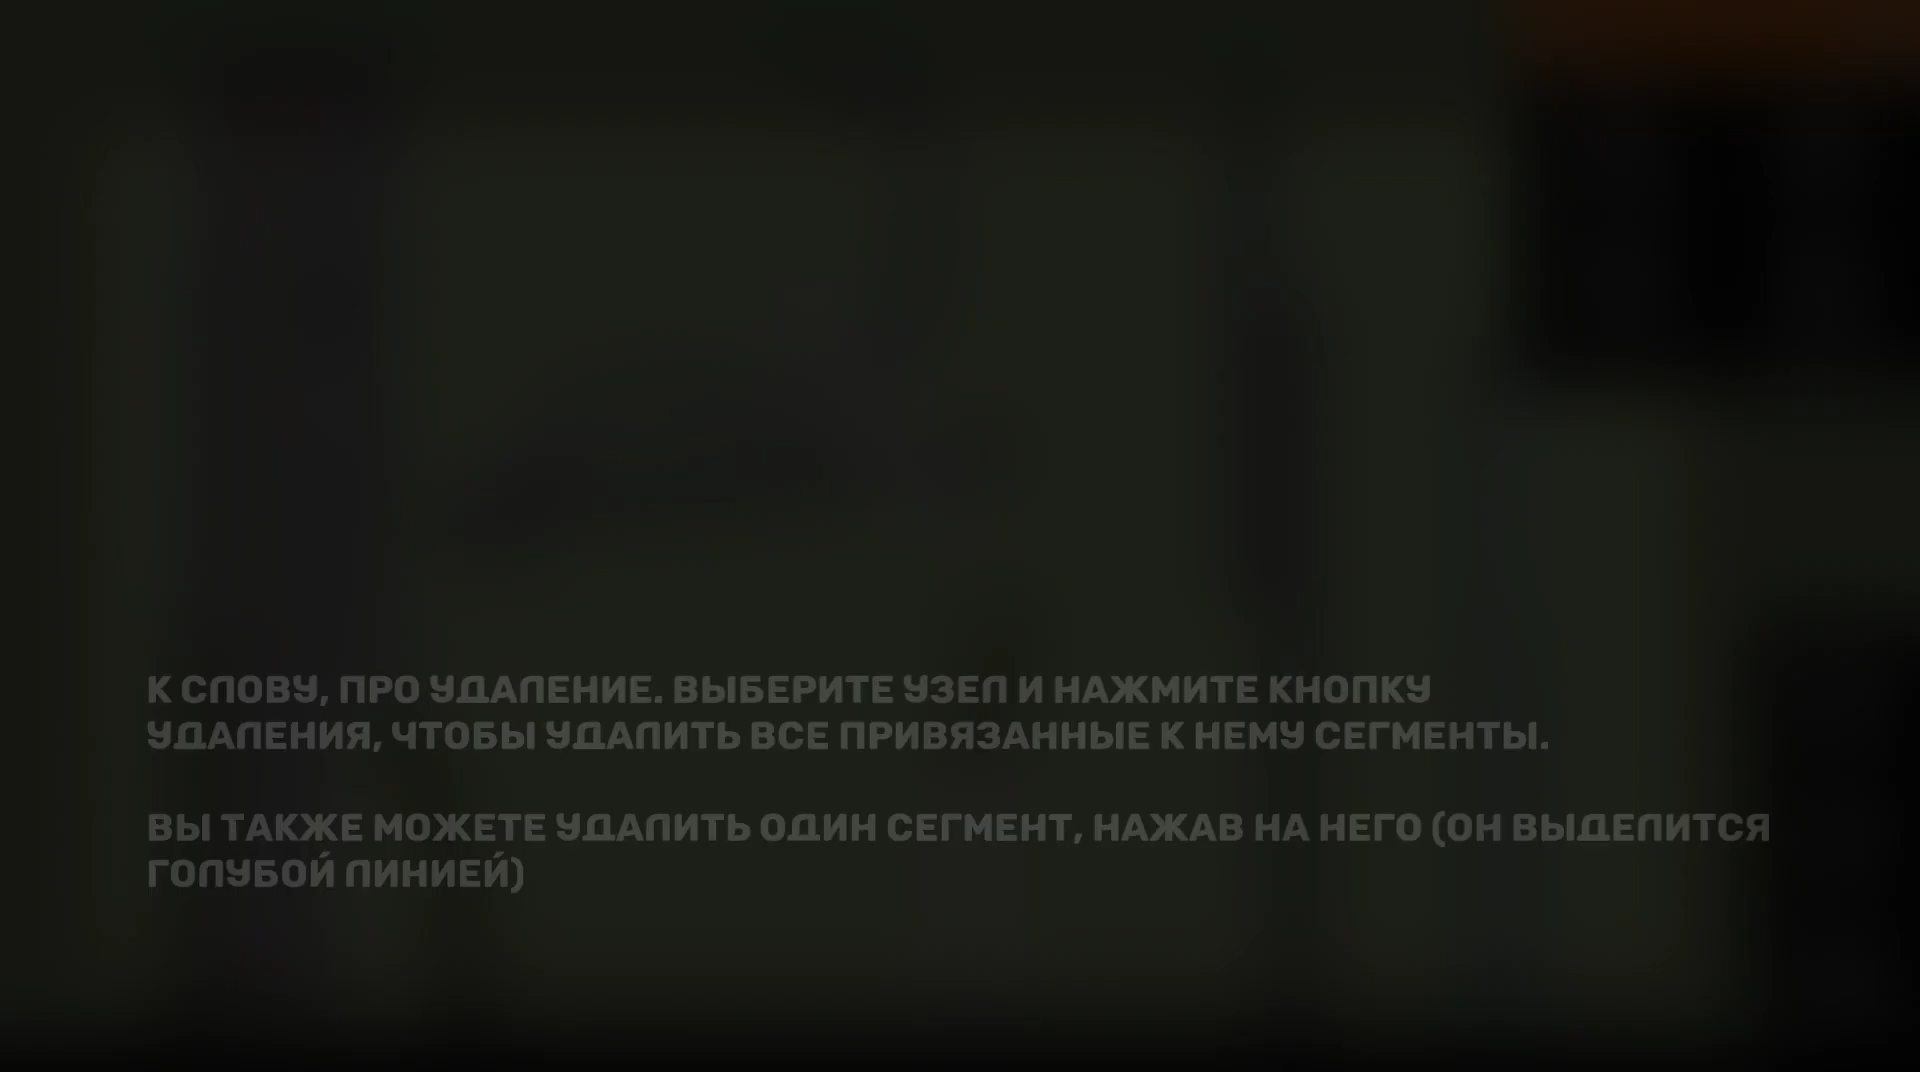 К СЛОВУ, ПРО УДАЛЕНИЕ. ВЫБЕРИТЕ УЗЕЛ И НАЖМИТЕ КНОПКУ
УДАЛЕНИЯ, ЧТОБЫ УДАЛИТЬ ВСЕ ПРИВЯЗАННЫЕ К НЕМУ СЕГМЕНТЫ.
ВЫ ТАКЖЕ МОЖЕТЕ УДАЛИТЬ ОДИН СЕГМЕНТ, НАЖАВ НА НЕГО (ОН ВЫДЕЛИТСЯ
ГОЛУБОЙ ЛИНИЕЙ)